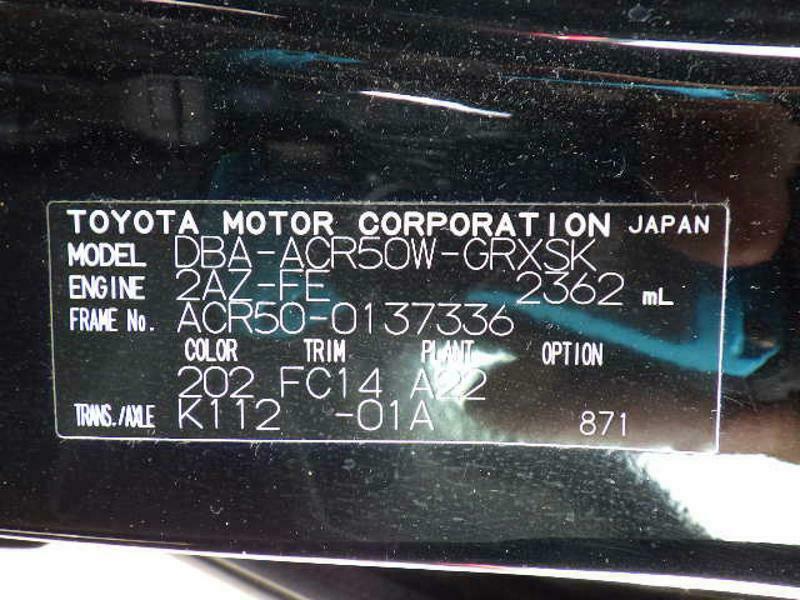 TOYOTA MOTOR CORPORATION JAPAN
MODEL DBA-ACR50W-GRXSK
ENGINE 2AZ-FE 2362 mL
FRAME No. ACR50-0137336
COLOR TRIM PLANT OPTION
202 FC14 A22
TRANS./AXLE K112 -01A 871